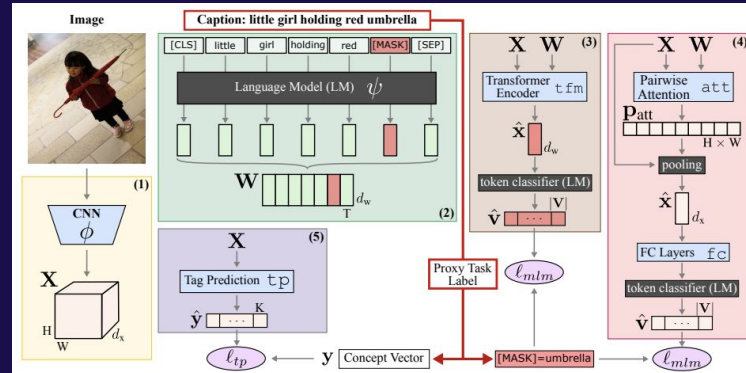 Image
Caption: little girl holding red umbrella
[CLS] little girl holding red [MASK] [SEP]
Language Model (LM) ψ
W
d_w
T
(2)
(1)
CNN
ϕ
X
H
W
d_x
(5)
X
Tag Prediction tp
K
ŷ ...
ℓ_tp
y Concept Vector
Proxy Task
Label
[MASK]=umbrella
(3)
X W
Transformer
Encoder tfm
x̂
d_w
token classifier (LM)
|V|
v̂ ...
ℓ_mlm
(4)
X W
Pairwise
Attention att
p_att
H × W
pooling
x̂
d_x
FC Layers fc
token classifier (LM)
|V|
v̂ ...
ℓ_mlm